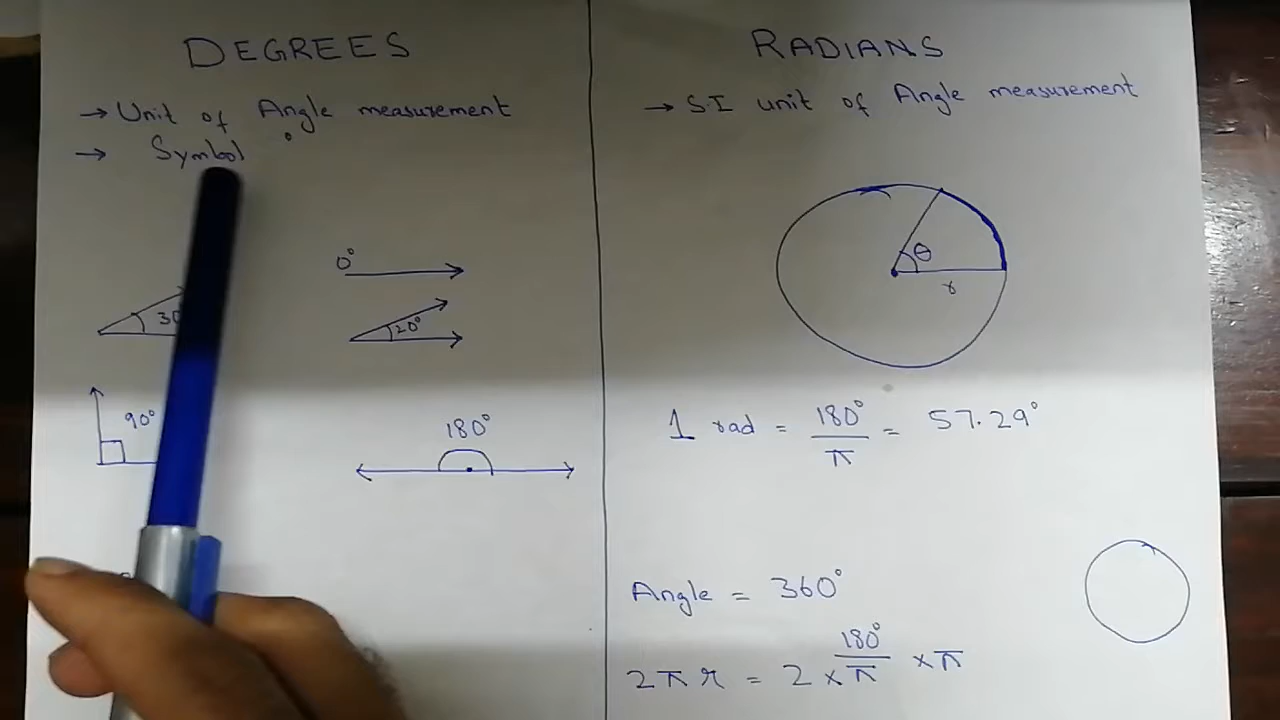 DEGREES
→ Unit of Angle measurement
→ Symbol °
0°
30
20°
90°
180°
RADIANS
→ S.I unit of Angle measurement
θ
r
1 rad = 180°/π = 57.29°
Angle = 360°
2πr = 2 × 180°/π × π